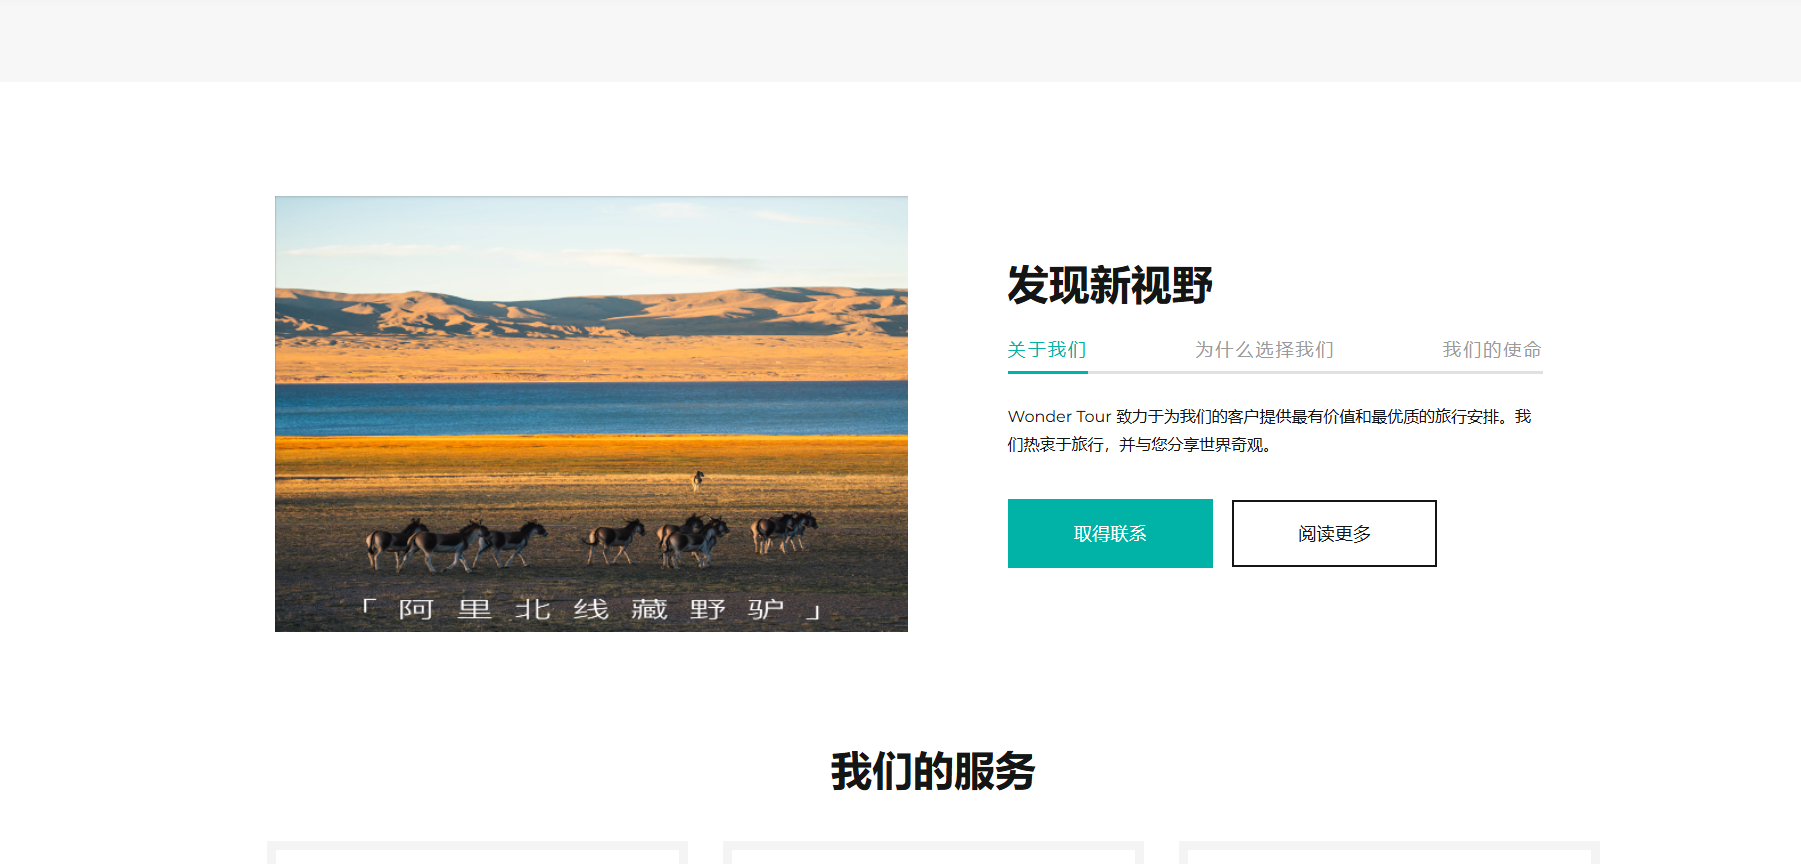 发现新视野
关于我们 为什么选择我们 我们的使命
Wonder Tour 致力于为我们的客户提供最有价值和最优质的旅行安排。我
们热衷于旅行，并与您分享世界奇观。
取得联系 阅读更多
「阿里北线藏野驴」
我们的服务